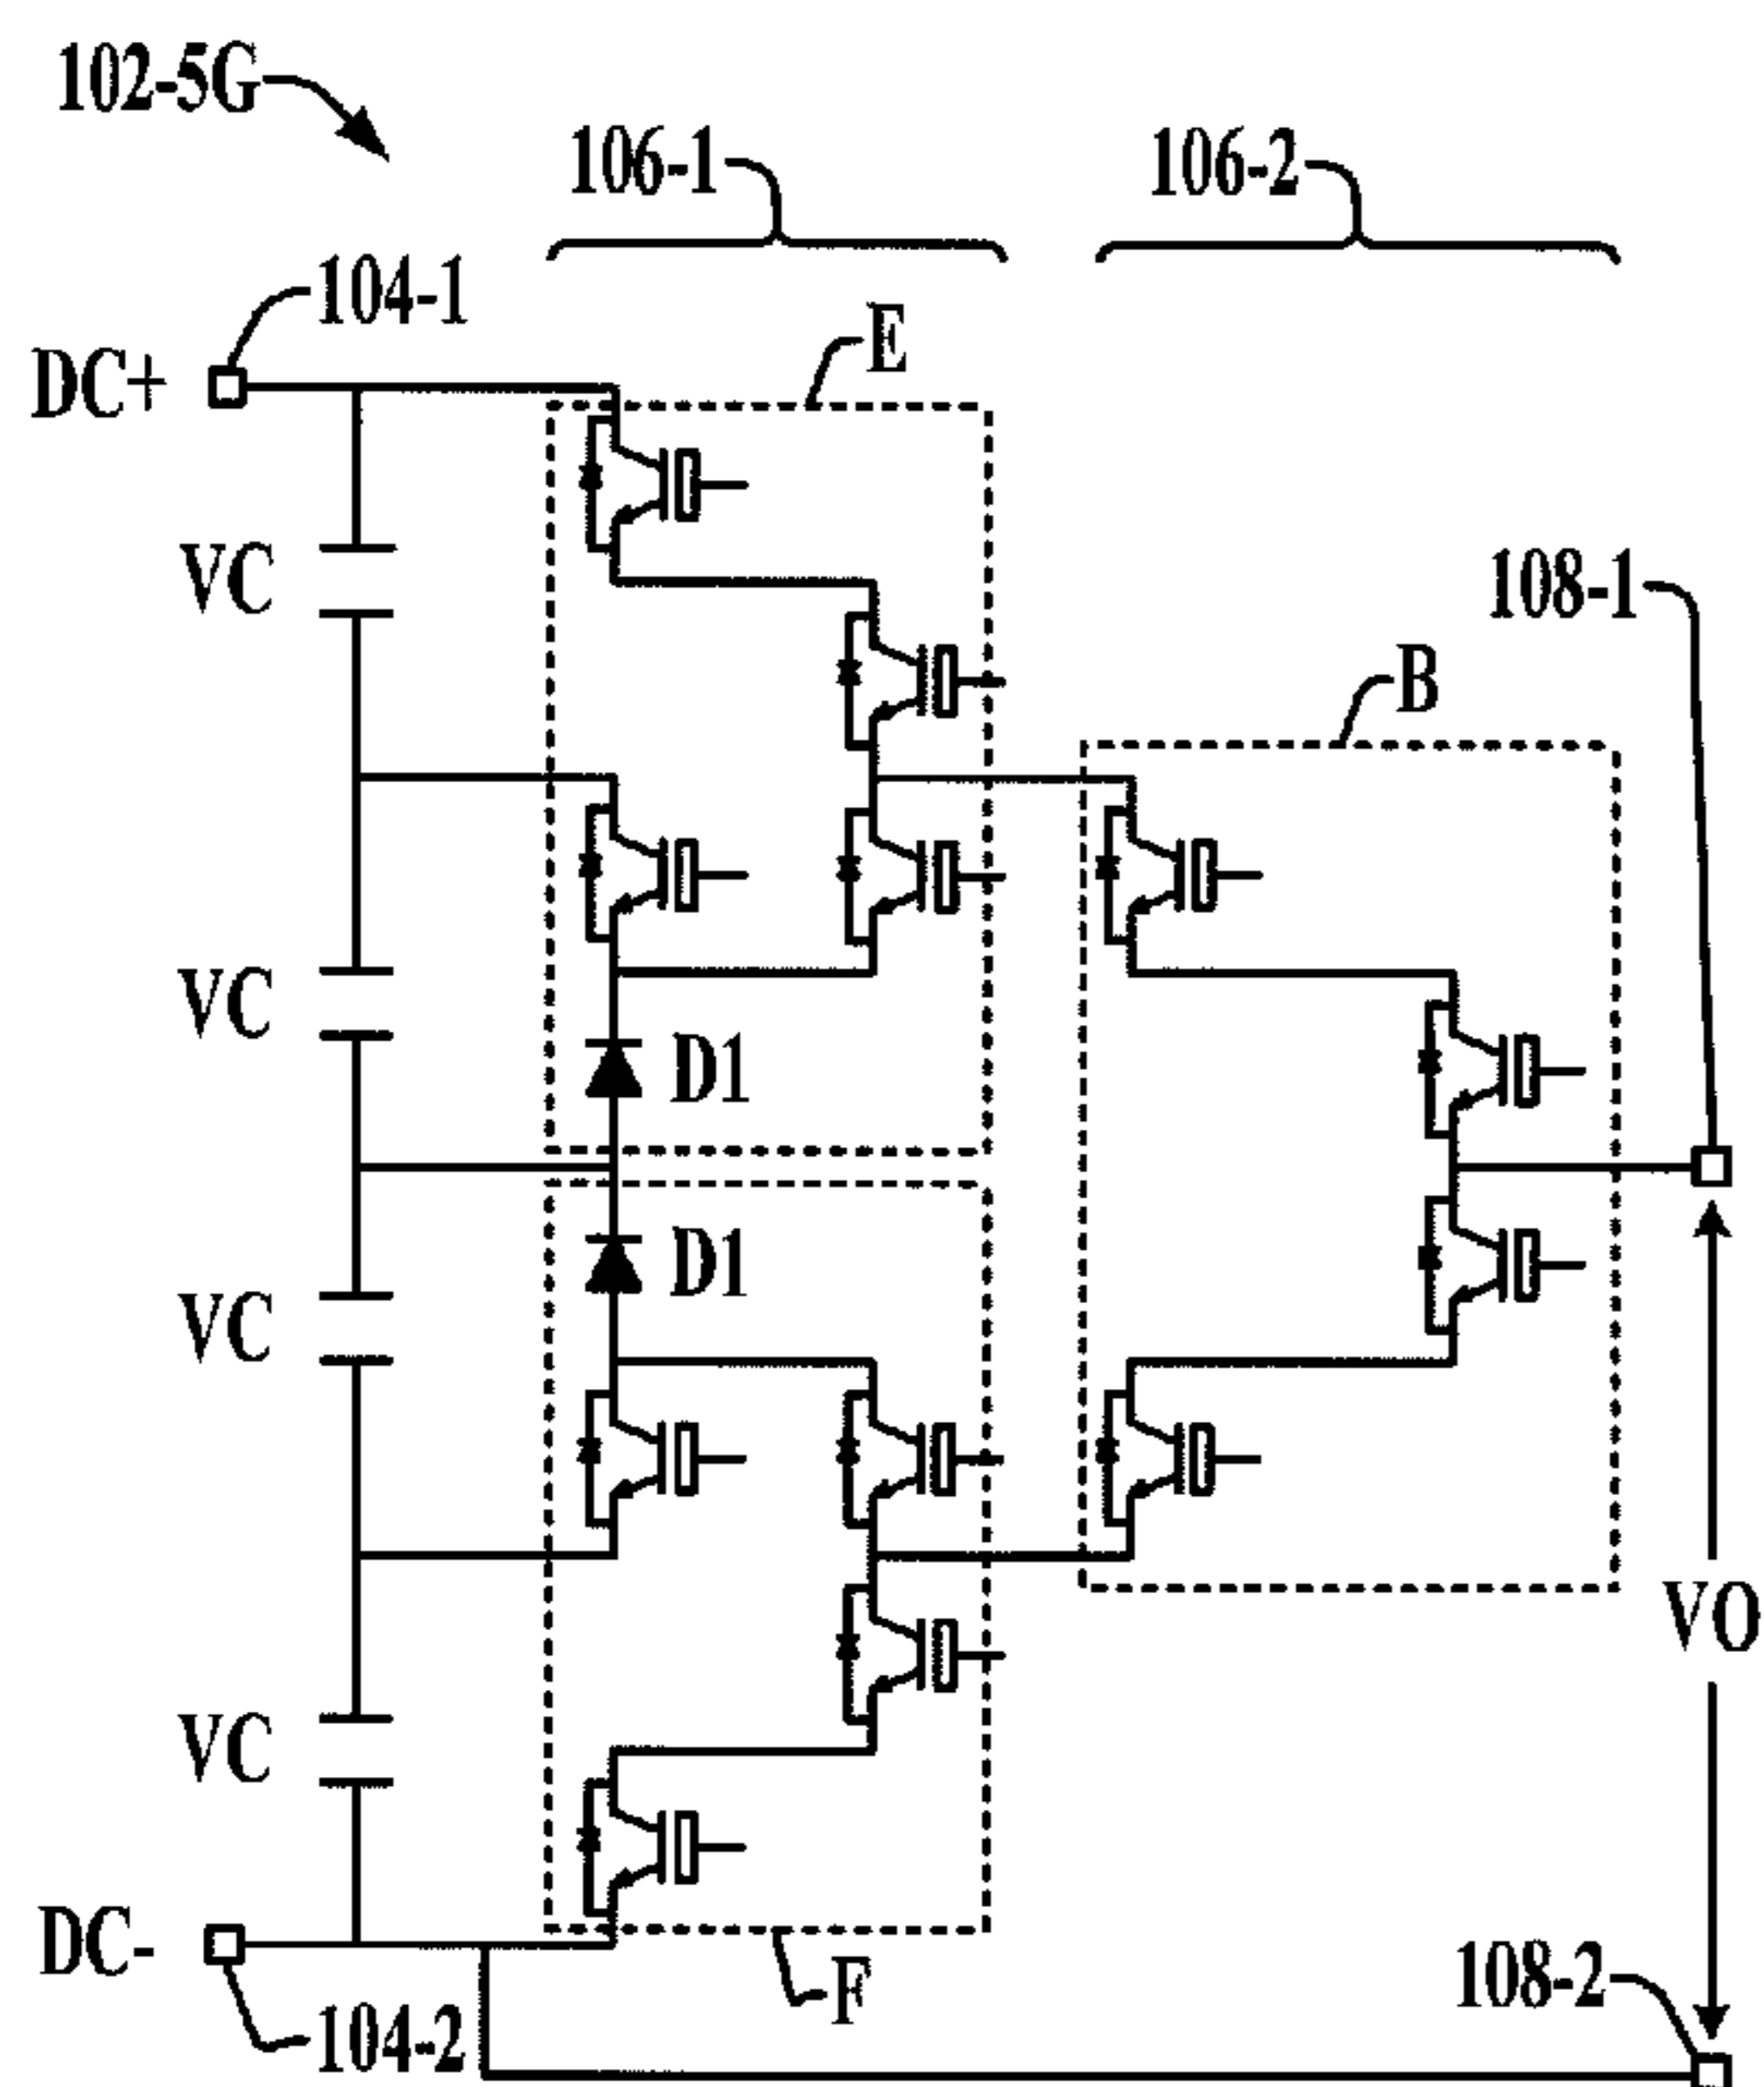 102-5G
106-1
106-2
104-1
DC+
E
VC
108-1
B
VC
D1
D1
VC
VC
VO
DC-
F
108-2
104-2